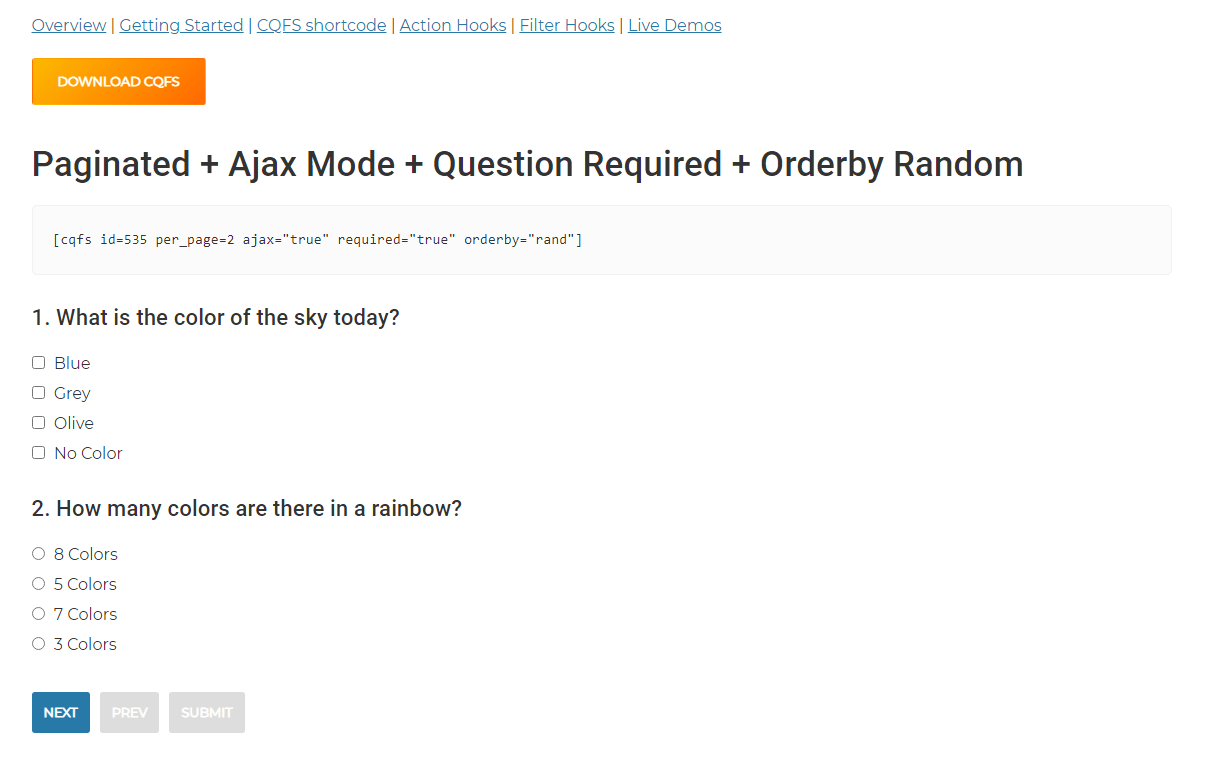 Overview | Getting Started | CQFS shortcode | Action Hooks | Filter Hooks | Live Demos
DOWNLOAD CQFS
Paginated + Ajax Mode + Question Required + Orderby Random
[cqfs id=535 per_page=2 ajax="true" required="true" orderby="rand"]
1. What is the color of the sky today?
Blue
Grey
Olive
No Color
2. How many colors are there in a rainbow?
8 Colors
5 Colors
7 Colors
3 Colors
NEXT PREV SUBMIT